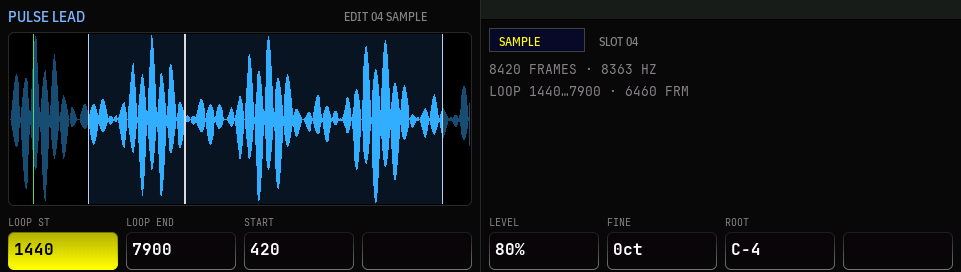 PULSE LEAD
EDIT 04 SAMPLE
SAMPLE
SLOT 04
8420 FRAMES · 8363 HZ
LOOP 1440…7900 · 6460 FRM
LOOP ST
LOOP END
START
LEVEL
FINE
ROOT
1440
7900
420
80%
0ct
C-4